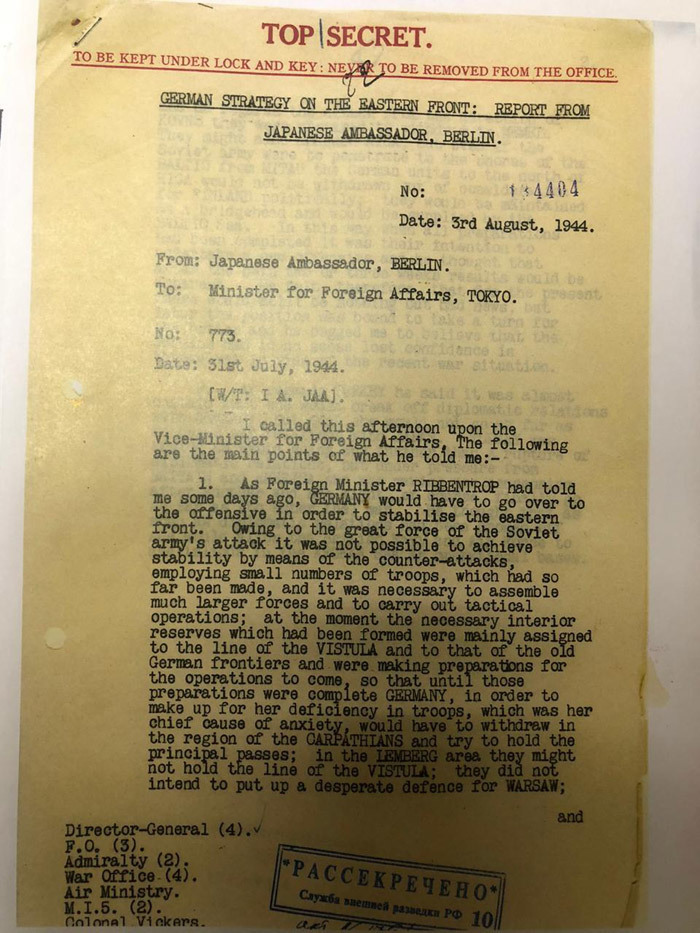 TOP SECRET.
TO BE KEPT UNDER LOCK AND KEY: NEVER TO BE REMOVED FROM THE OFFICE.
GERMAN STRATEGY ON THE EASTERN FRONT: REPORT FROM
JAPANESE AMBASSADOR, BERLIN.
No: 134404
Date: 3rd August, 1944.
From: Japanese Ambassador, BERLIN.
To: Minister for Foreign Affairs, TOKYO.
No: 773.
Date: 31st July, 1944.
[W/T: I A. JAA].
I called this afternoon upon the
Vice-Minister for Foreign Affairs. The following
are the main points of what he told me:-
1. As Foreign Minister RIBBENTROP had told
me some days ago, GERMANY would have to go over to
the offensive in order to stabilise the eastern
front. Owing to the great force of the Soviet
army's attack it was not possible to achieve
stability by means of the counter-attacks,
employing small numbers of troops, which had so
far been made, and it was necessary to assemble
much larger forces and to carry out tactical
operations; at the moment the necessary interior
reserves which had been formed were mainly assigned
to the line of the VISTULA and to that of the old
German frontiers and were making preparations for
the operations to come, so that until those
preparations were complete GERMANY, in order to
make up for her deficiency in troops, which was her
chief cause of anxiety, would have to withdraw in
the region of the CARPATHIANS and try to hold the
principal passes; in the LEMBERG area they might
not hold the line of the VISTULA; they did not
intend to put up a desperate defence for WARSAW;
and
Director-General (4).
F.O. (3).
Admiralty (2).
War Office (4).
Air Ministry.
M.I.5. (2).
Colonel Vickers.
*РАССЕКРЕЧЕНО*
Служба внешней разведки РФ 10